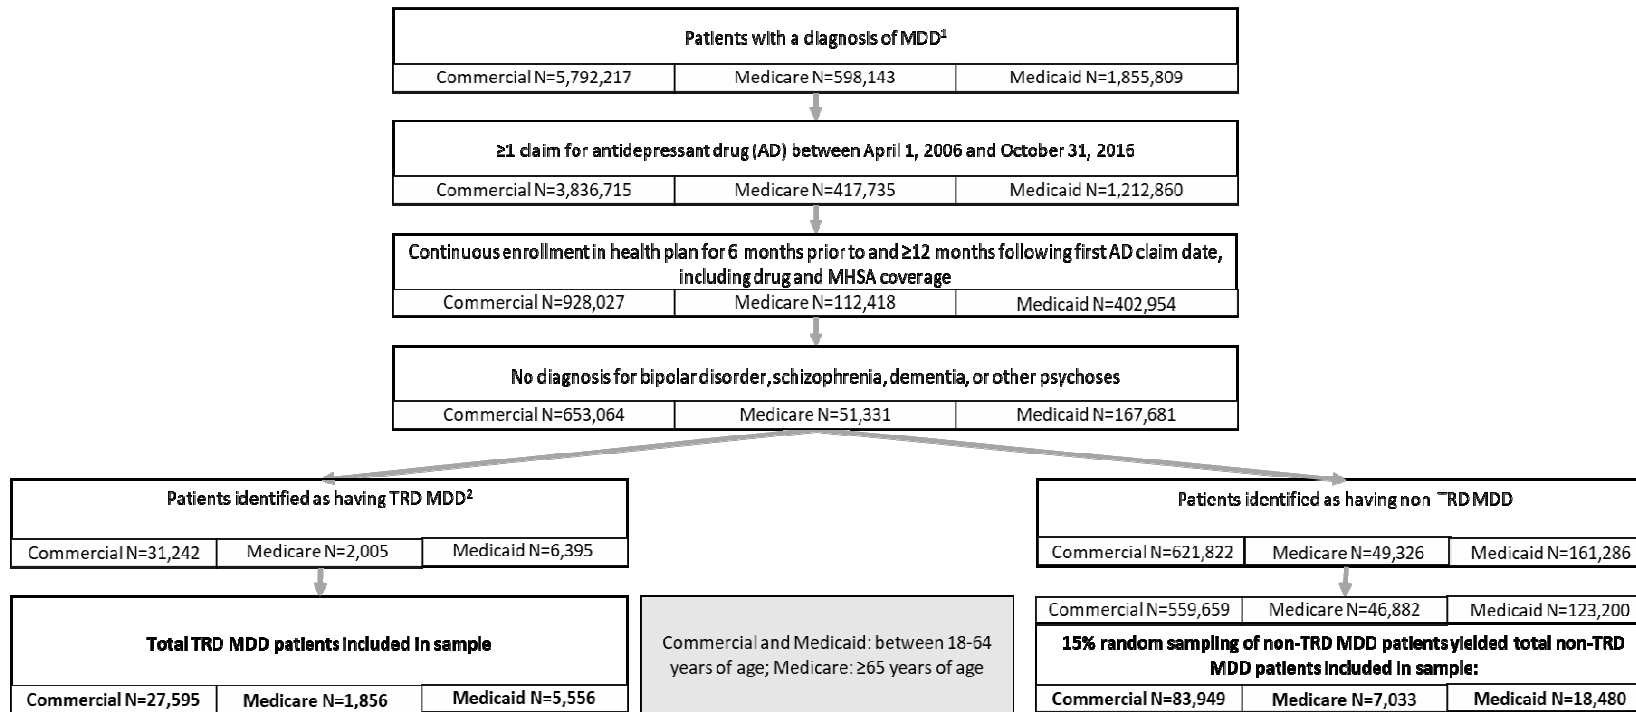 Patients with a diagnosis of MDD¹
Commercial N=5,792,217 Medicare N=598,143 Medicaid N=1,855,809
≥1 claim for antidepressant drug (AD) between April 1, 2006 and October 31, 2016
Commercial N=3,836,715 Medicare N=417,735 Medicaid N=1,212,860
Continuous enrollment in health plan for 6 months prior to and ≥12 months following first AD claim date,
including drug and MHSA coverage
Commercial N=928,027 Medicare N=112,418 Medicaid N=402,954
No diagnosis for bipolar disorder, schizophrenia, dementia, or other psychoses
Commercial N=653,064 Medicare N=51,331 Medicaid N=167,681
Patients identified as having TRD MDD²
Commercial N=31,242 Medicare N=2,005 Medicaid N=6,395
Patients identified as having non-TRD MDD
Commercial N=621,822 Medicare N=49,326 Medicaid N=161,286
Total TRD MDD patients included in sample
Commercial N=27,595 Medicare N=1,856 Medicaid N=5,556
Commercial and Medicaid: between 18-64
years of age; Medicare: ≥65 years of age
Commercial N=559,659 Medicare N=46,882 Medicaid N=123,200
15% random sampling of non-TRD MDD patients yielded total non-TRD
MDD patients included in sample:
Commercial N=83,949 Medicare N=7,033 Medicaid N=18,480